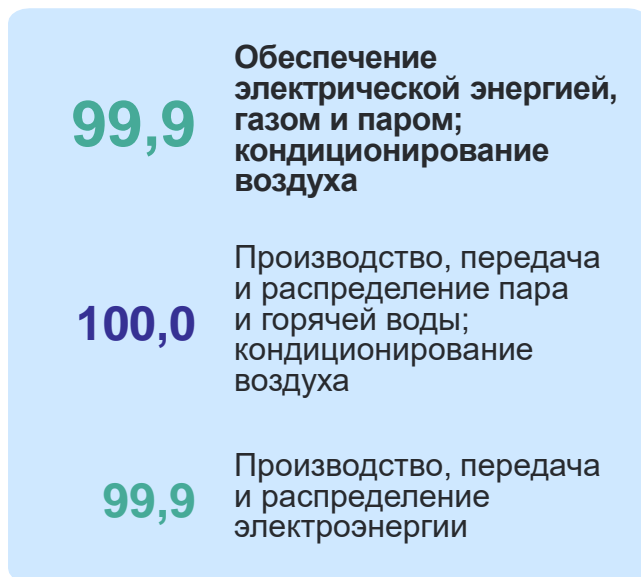 99,9
Обеспечение
электрической энергией,
газом и паром;
кондиционирование
воздуха
100,0
Производство, передача
и распределение пара
и горячей воды;
кондиционирование
воздуха
99,9
Производство, передача
и распределение
электроэнергии